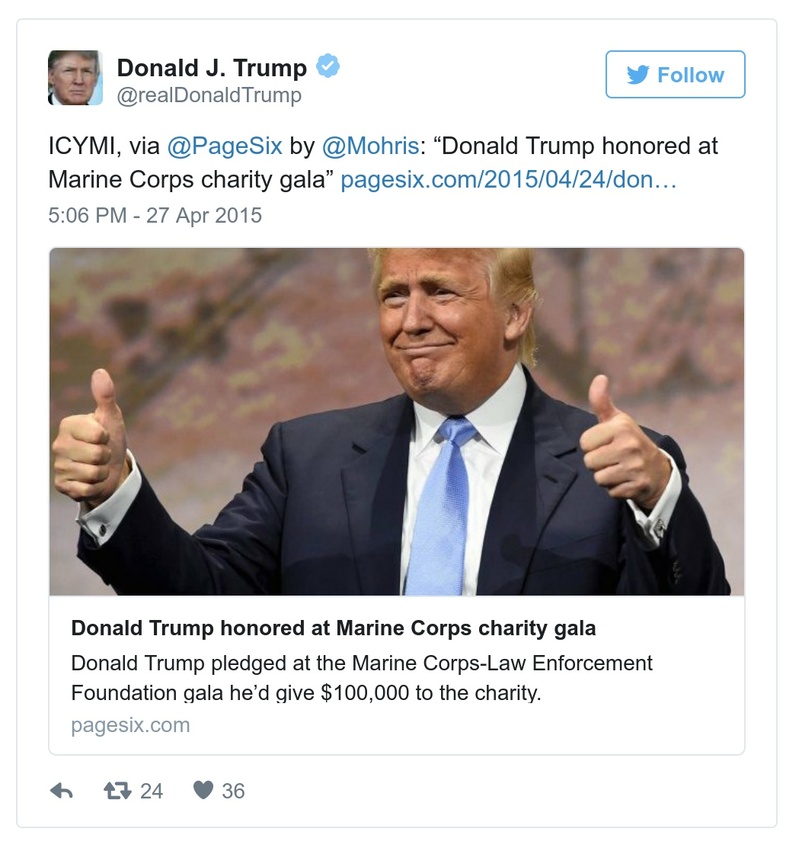 Donald J. Trump
@realDonaldTrump
Follow
ICYMI, via @PageSix by @Mohris: “Donald Trump honored at
Marine Corps charity gala” pagesix.com/2015/04/24/don…
5:06 PM - 27 Apr 2015
Donald Trump honored at Marine Corps charity gala
Donald Trump pledged at the Marine Corps-Law Enforcement
Foundation gala he’d give $100,000 to the charity.
pagesix.com
24 36